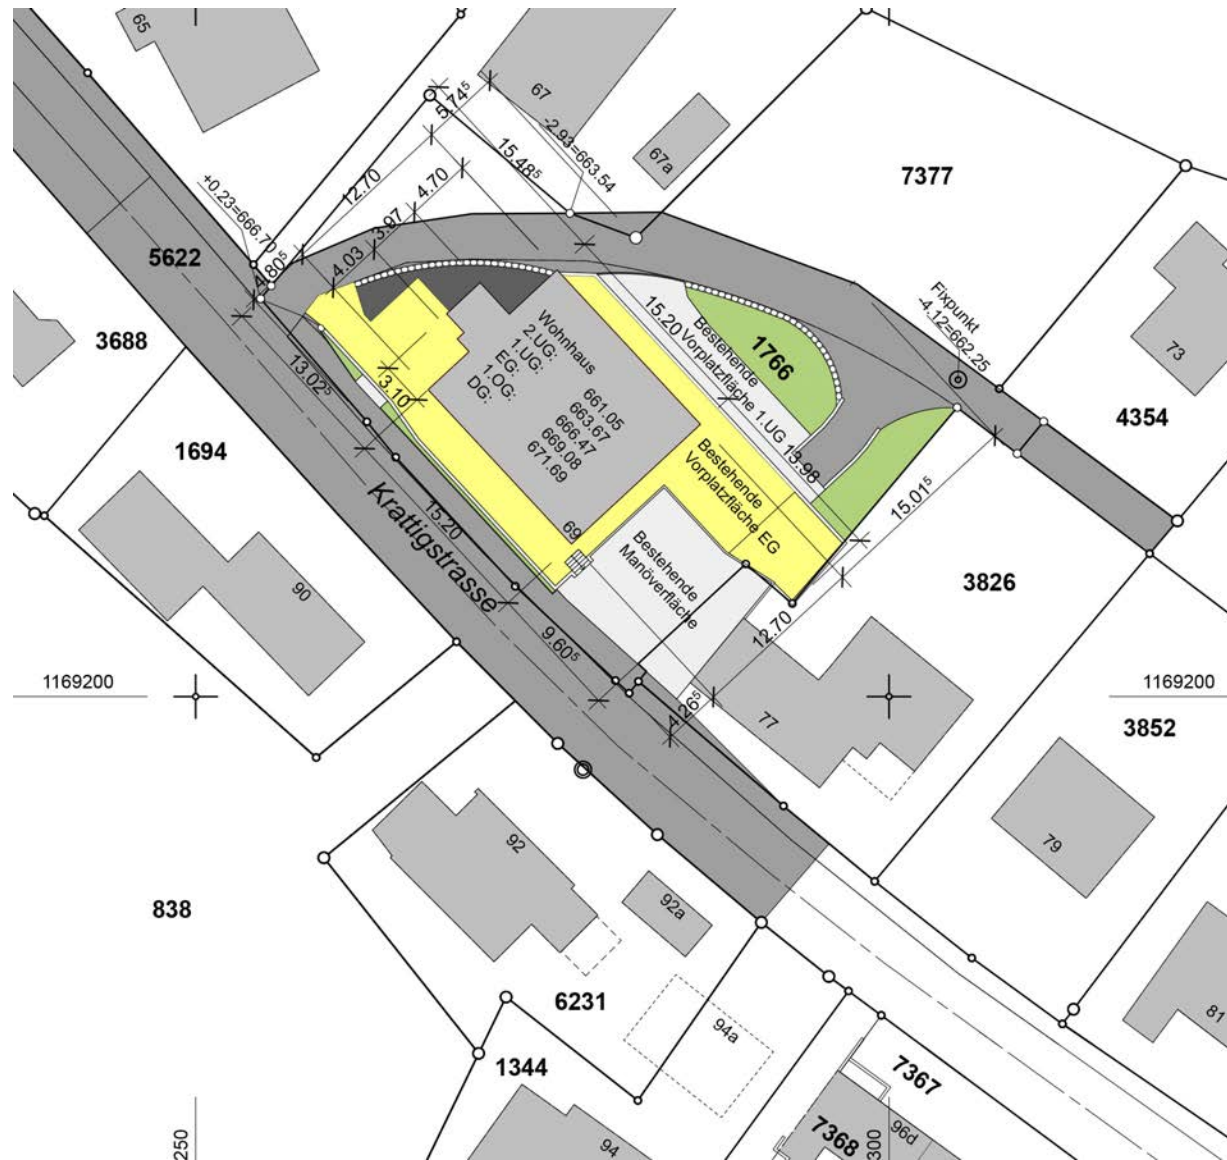 65
67
-2.93=663.54
67a
7377
5.74⁵
15.48⁵
12.70
4.70
3.97
4.03
+0.23=666.70
4.80⁵
5622
3688
1694
13.02⁵
3.10
Wohnhaus
2.UG: 661.05
1.UG: 663.67
EG: 666.47
1.OG: 669.08
DG: 671.69
69
15.20
Bestehende
Vorplatzfläche 1.UG
1766
13.98
Fixpunkt
-4.12=662.25
73
4354
Bestehende
Vorplatzfläche EG
15.01⁵
Bestehende
Manöverfläche
15.20
Krattigstrasse
9.60⁵
12.70
4.26⁵
3826
90
77
1169200
1169200
3852
79
92
92a
838
6231
94a
81
1344
94
7367
7368
96d
250
300